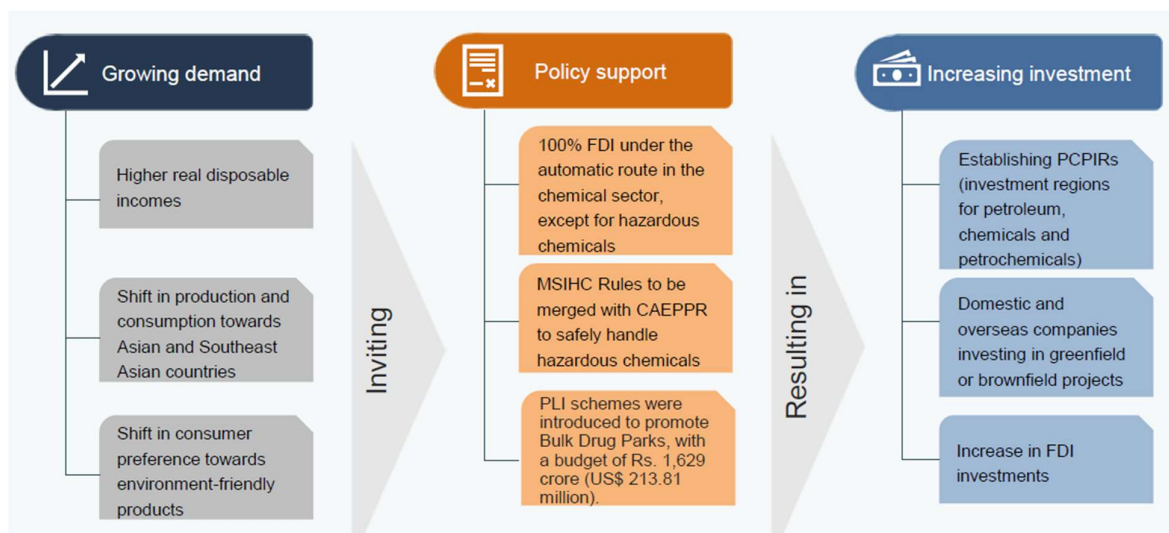 Growing demand
Higher real disposable
incomes
Shift in production and
consumption towards
Asian and Southeast
Asian countries
Shift in consumer
preference towards
environment-friendly
products
Inviting
Policy support
100% FDI under the
automatic route in the
chemical sector,
except for hazardous
chemicals
MSIHC Rules to be
merged with CAEPPR
to safely handle
hazardous chemicals
PLI schemes were
introduced to promote
Bulk Drug Parks, with
a budget of Rs. 1,629
crore (US$ 213.81
million).
Resulting in
Increasing investment
Establishing PCPIRs
(investment regions
for petroleum,
chemicals and
petrochemicals)
Domestic and
overseas companies
investing in greenfield
or brownfield projects
Increase in FDI
investments